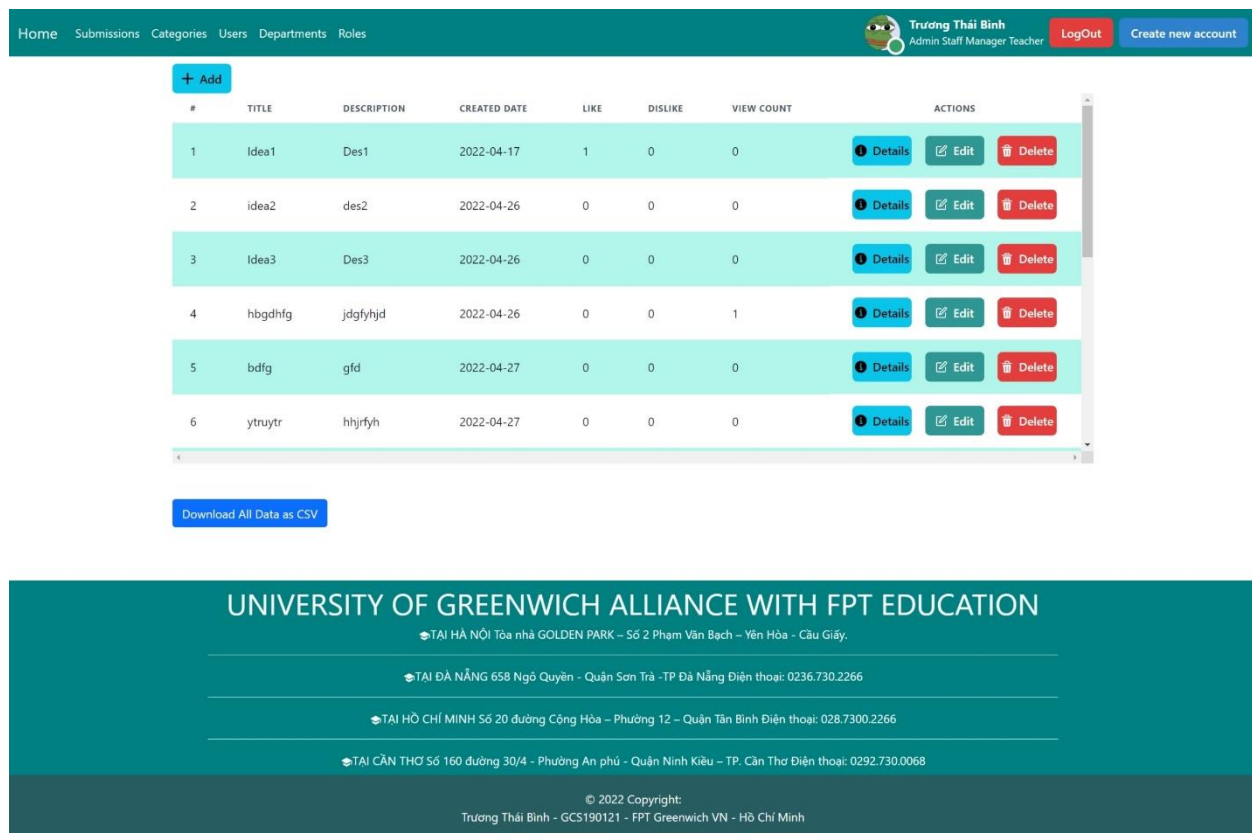 Home Submissions Categories Users Departments Roles
Trương Thái Bình
Admin Staff Manager Teacher
LogOut
Create new account
+ Add
# TITLE DESCRIPTION CREATED DATE LIKE DISLIKE VIEW COUNT ACTIONS
1 Idea1 Des1 2022-04-17 1 0 0 Details Edit Delete
2 idea2 des2 2022-04-26 0 0 0 Details Edit Delete
3 Idea3 Des3 2022-04-26 0 0 0 Details Edit Delete
4 hbgdhfg jdgfyhjd 2022-04-26 0 0 1 Details Edit Delete
5 bdfg gfd 2022-04-27 0 0 0 Details Edit Delete
6 ytruytr hhjrfyh 2022-04-27 0 0 0 Details Edit Delete
Download All Data as CSV
UNIVERSITY OF GREENWICH ALLIANCE WITH FPT EDUCATION
TẠI HÀ NỘI Tòa nhà GOLDEN PARK – Số 2 Phạm Văn Bạch – Yên Hòa - Cầu Giấy.
TẠI ĐÀ NẴNG 658 Ngô Quyền - Quận Sơn Trà -TP Đà Nẵng Điện thoại: 0236.730.2266
TẠI HỒ CHÍ MINH Số 20 đường Cộng Hòa – Phường 12 – Quận Tân Bình Điện thoại: 028.7300.2266
TẠI CẦN THƠ Số 160 đường 30/4 - Phường An phú - Quận Ninh Kiều – TP. Cần Thơ Điện thoại: 0292.730.0068
© 2022 Copyright:
Trương Thái Bình - GCS190121 - FPT Greenwich VN - Hồ Chí Minh